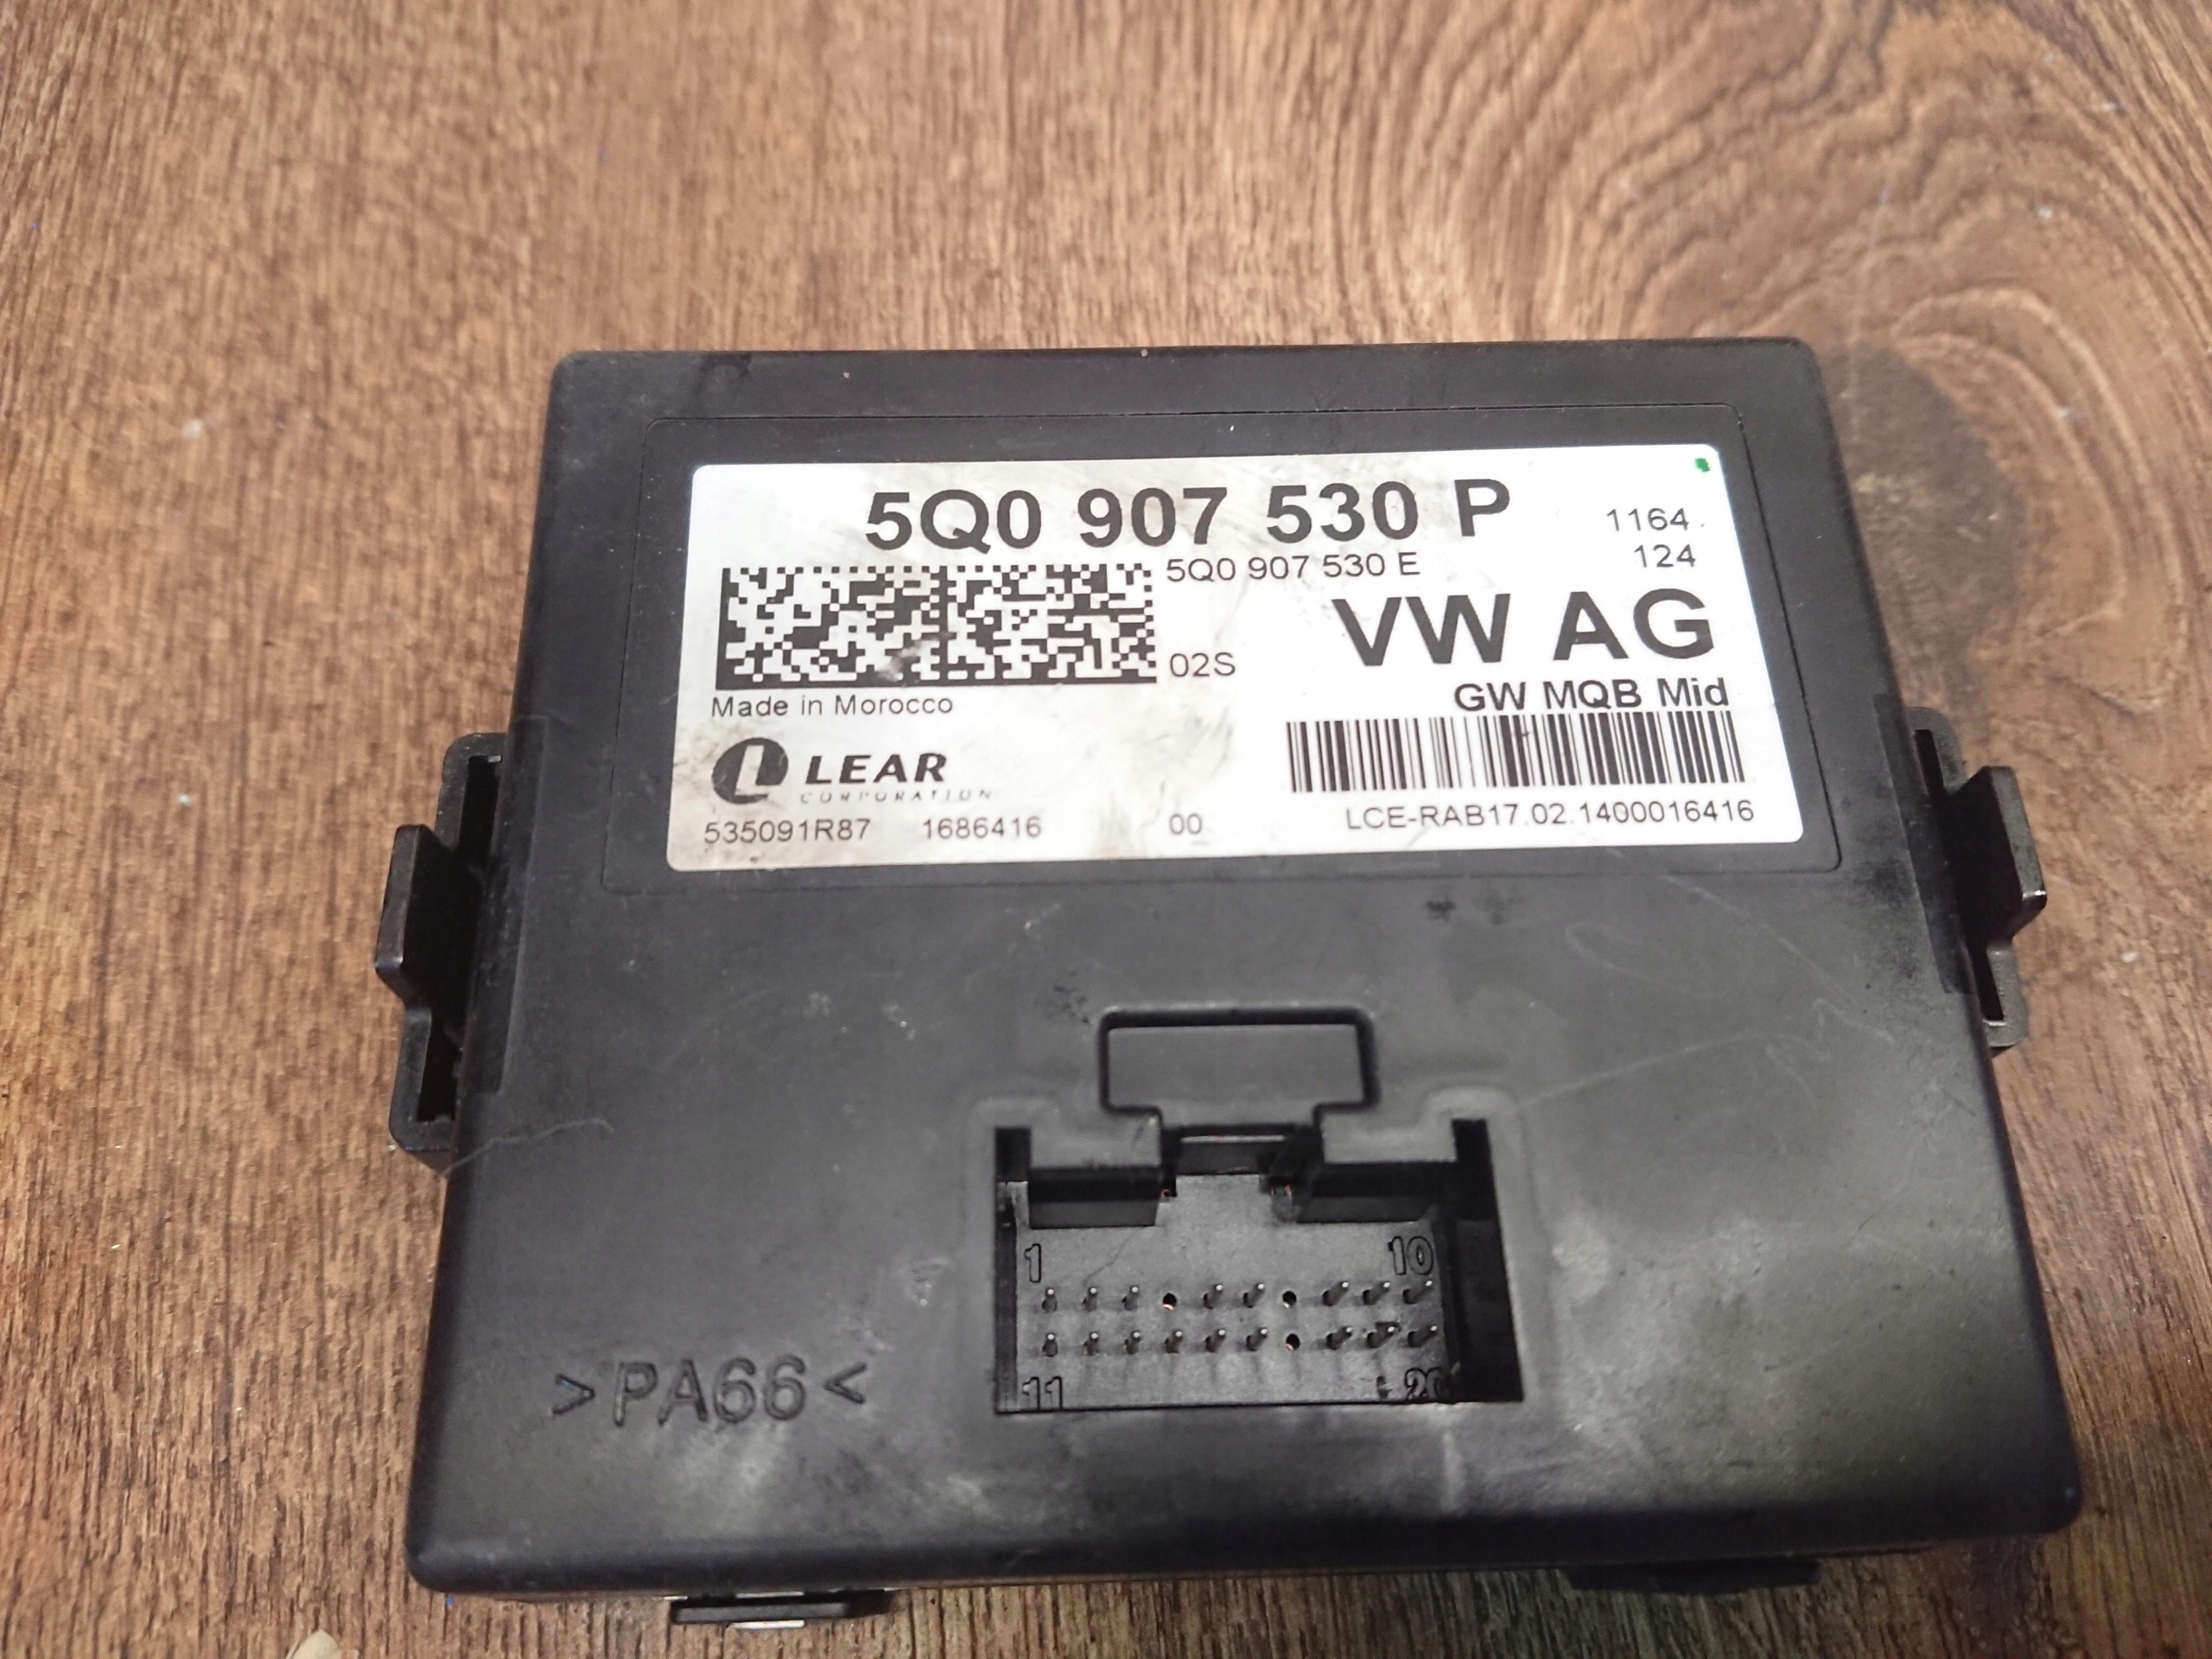 5Q0 907 530 P
1164
124
5Q0 907 530 E
VW AG
02S
GW MQB Mid
Made in Morocco
LEAR
CORPORATION
535091R87 1686416 00 LCE-RAB17.02.1400016416
1 10
11 20
>PA66<